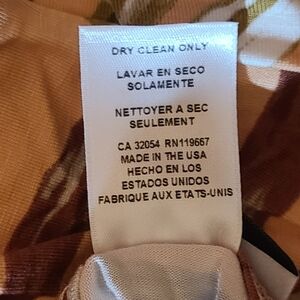 DRY CLEAN ONLY
LAVAR EN SECO
SOLAMENTE
NETTOYER A SEC
SEULEMENT
CA 32054 RN119667
MADE IN THE USA
HECHO EN LOS
ESTADOS UNIDOS
FABRIQUE AUX ETATS-UNIS